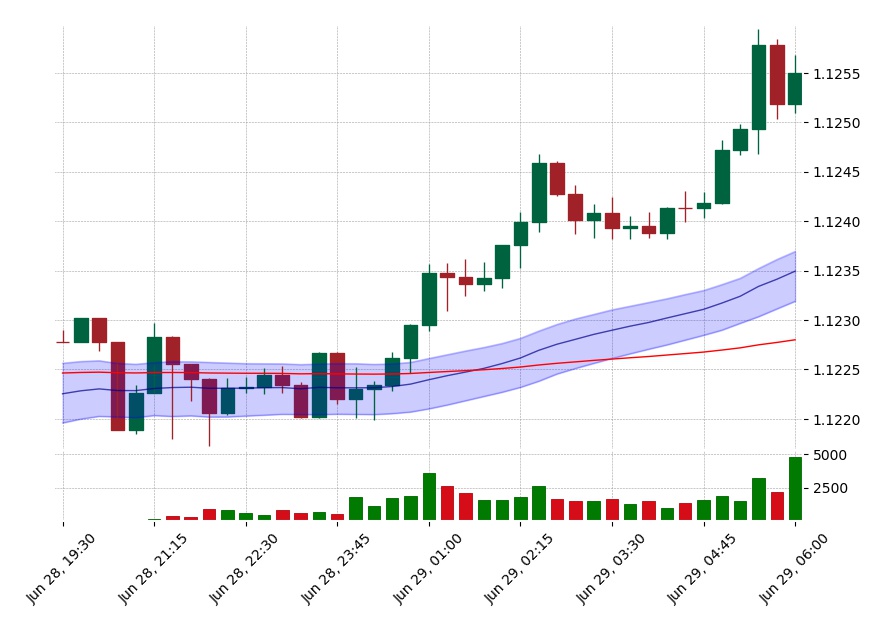 1.1255
1.1250
1.1245
1.1240
1.1235
1.1230
1.1225
1.1220
5000
2500
Jun 28, 19:30
Jun 28, 21:15
Jun 28, 22:30
Jun 28, 23:45
Jun 29, 01:00
Jun 29, 02:15
Jun 29, 03:30
Jun 29, 04:45
Jun 29, 06:00